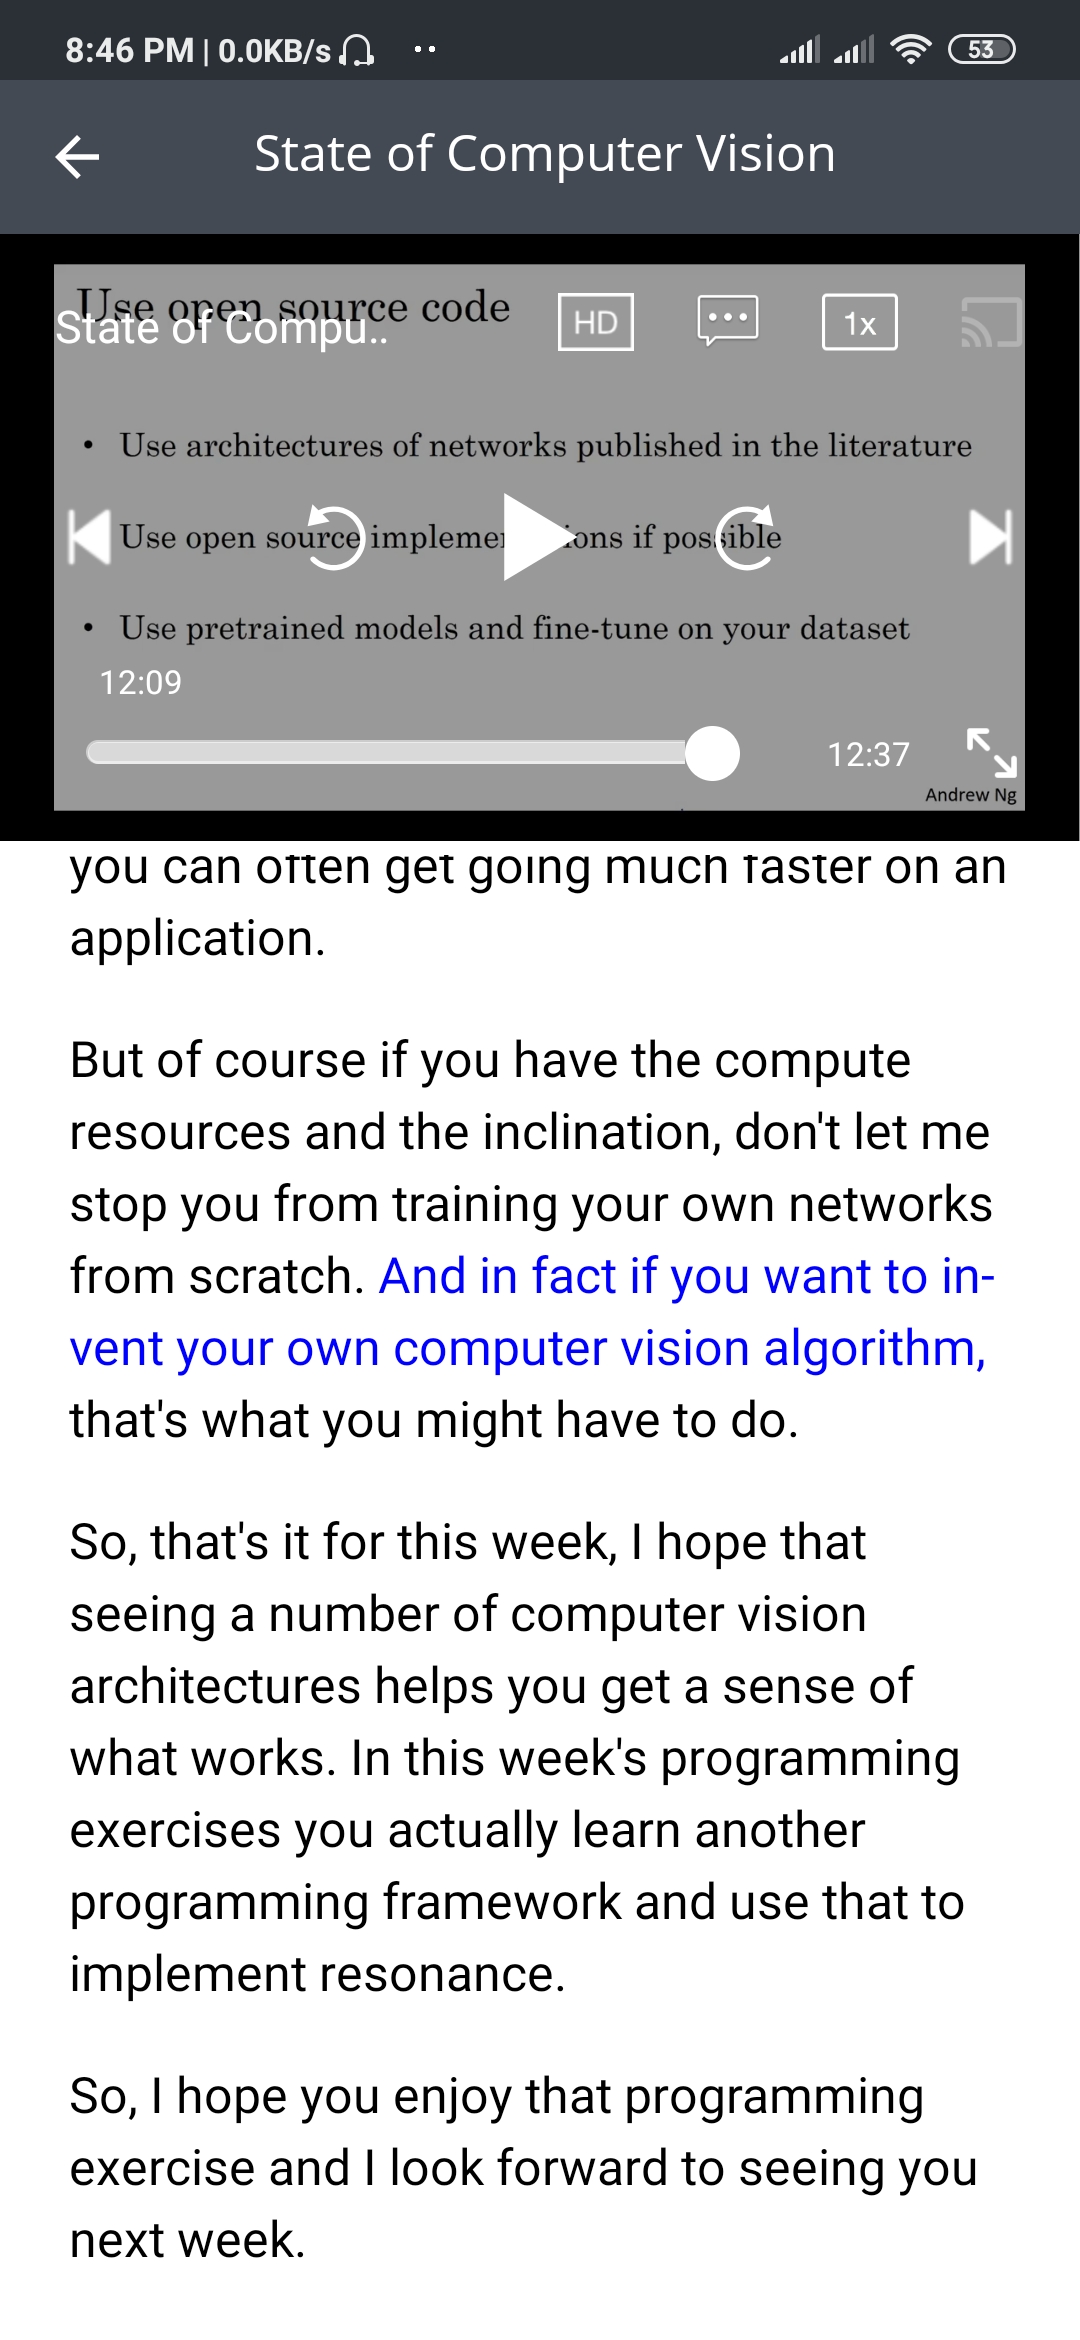 8:46 PM | 0.0KB/s
53
State of Computer Vision
Use open source code
State of Compu..
HD
1x
• Use architectures of networks published in the literature
Use open source implemen ions if possible
• Use pretrained models and fine-tune on your dataset
12:09
12:37
Andrew Ng
you can often get going much faster on an
application.
But of course if you have the compute
resources and the inclination, don't let me
stop you from training your own networks
from scratch. And in fact if you want to in-
vent your own computer vision algorithm,
that's what you might have to do.
So, that's it for this week, I hope that
seeing a number of computer vision
architectures helps you get a sense of
what works. In this week's programming
exercises you actually learn another
programming framework and use that to
implement resonance.
So, I hope you enjoy that programming
exercise and I look forward to seeing you
next week.